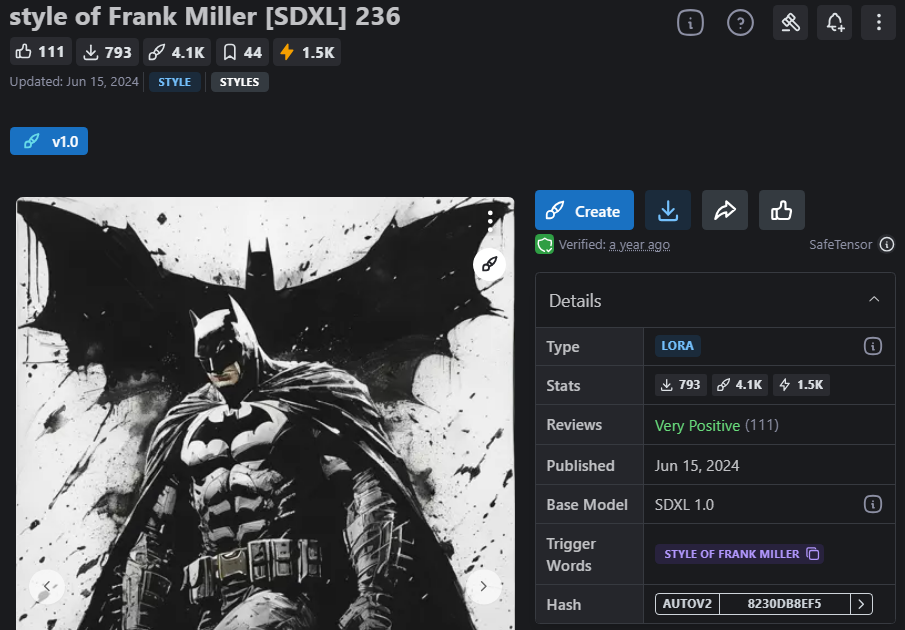 style of Frank Miller [SDXL] 236
111 793 4.1K 44 1.5K
Updated: Jun 15, 2024 STYLE STYLES
v1.0
Create
Verified: a year ago SafeTensor
Details
Type LORA
Stats 793 4.1K 1.5K
Reviews Very Positive (111)
Published Jun 15, 2024
Base Model SDXL 1.0
Trigger
Words STYLE OF FRANK MILLER
Hash AUTOV2 8230DB8EF5